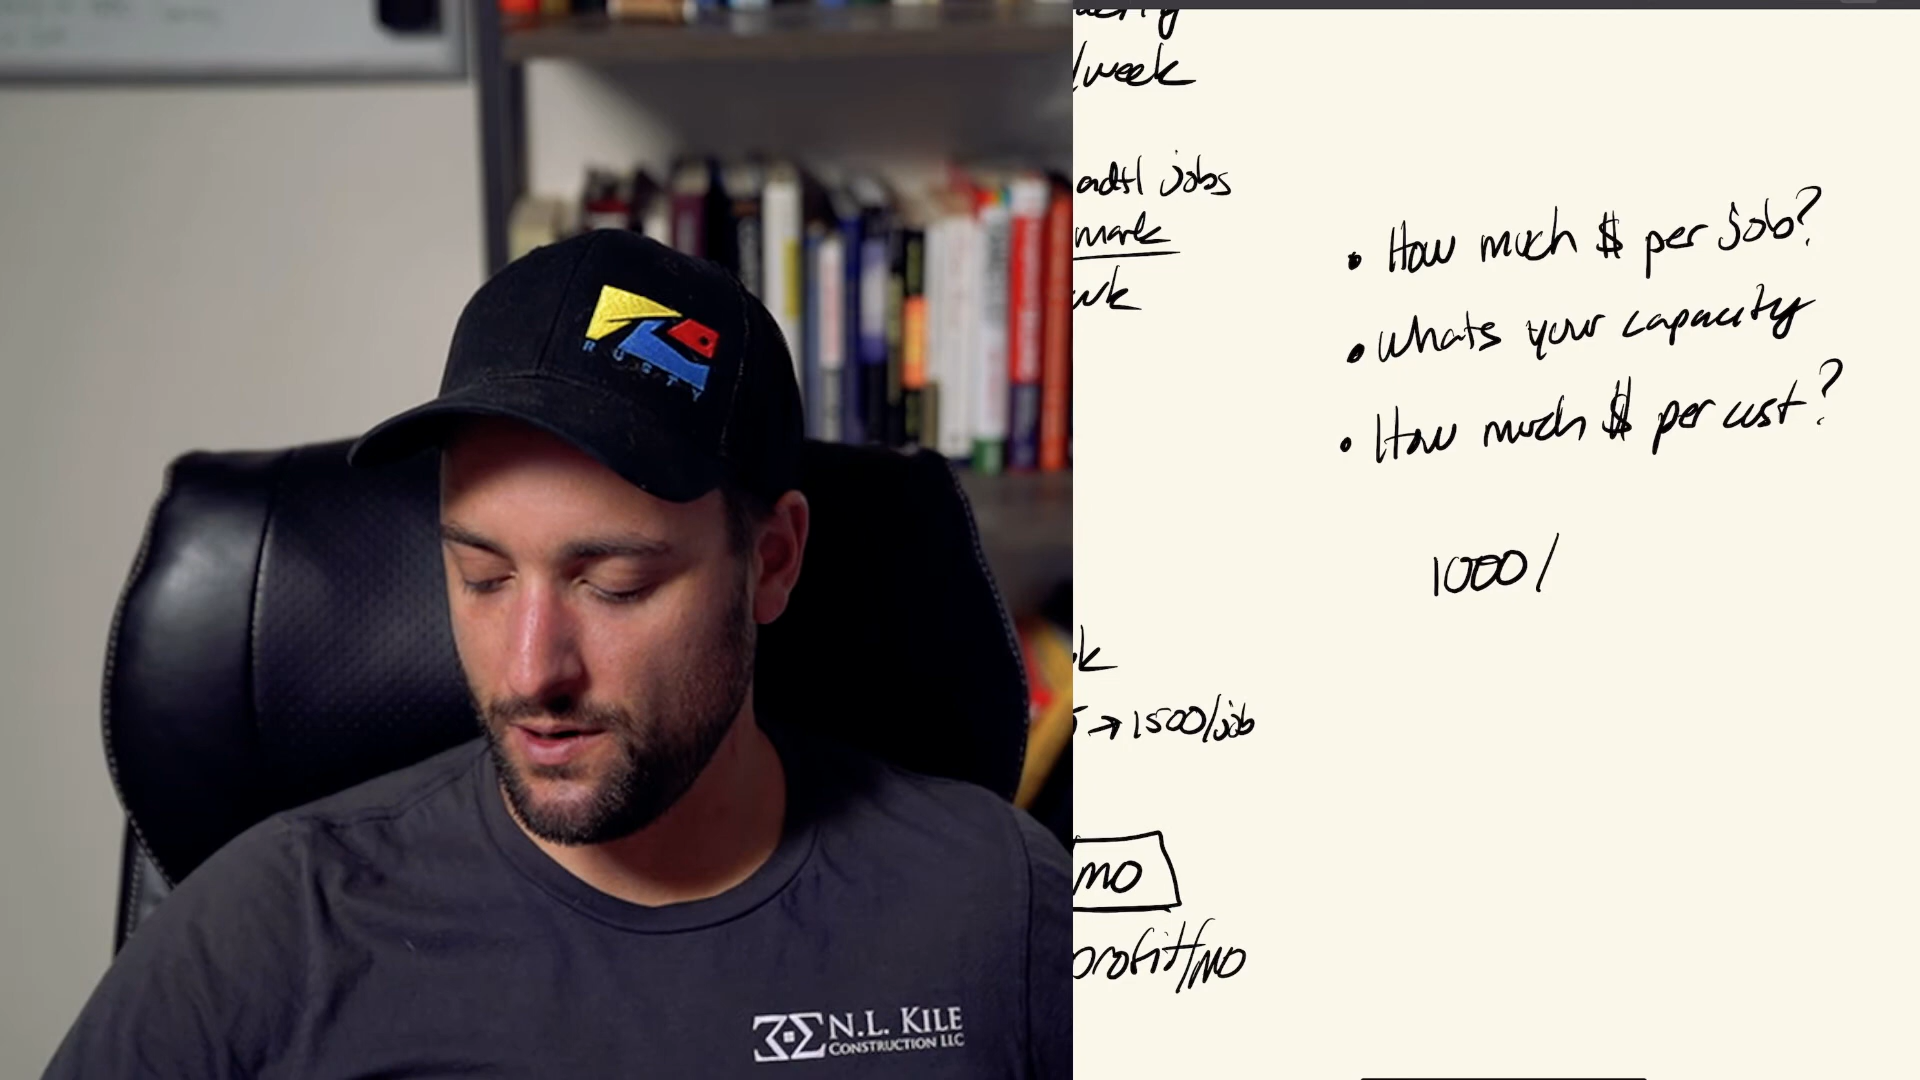 RUSTY
N.L. KILE
CONSTRUCTION LLC
/week
adtl jobs
mark
wk
→ 1500/job
MO
profit/mo
• How much $ per job?
• Whats your capacity
• How much $ per cust?
1000/